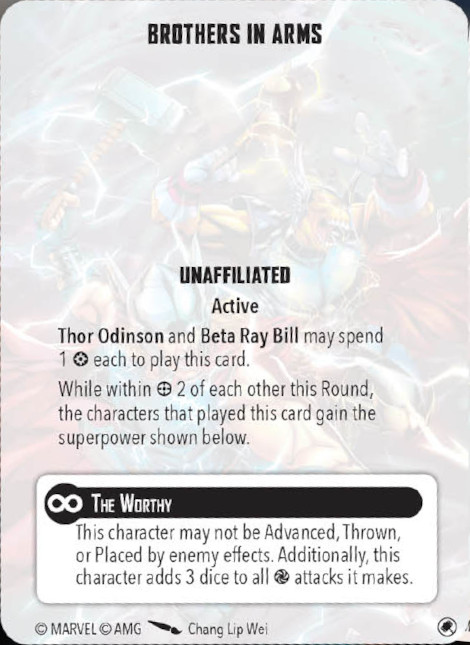 BROTHERS IN ARMS
UNAFFILIATED
Active
Thor Odinson and Beta Ray Bill may spend
1 each to play this card.
While within 2 of each other this Round,
the characters that played this card gain the
superpower shown below.
THE WORTHY
This character may not be Advanced, Thrown,
or Placed by enemy effects. Additionally, this
character adds 3 dice to all attacks it makes.
© MARVEL © AMG Chang Lip Wei